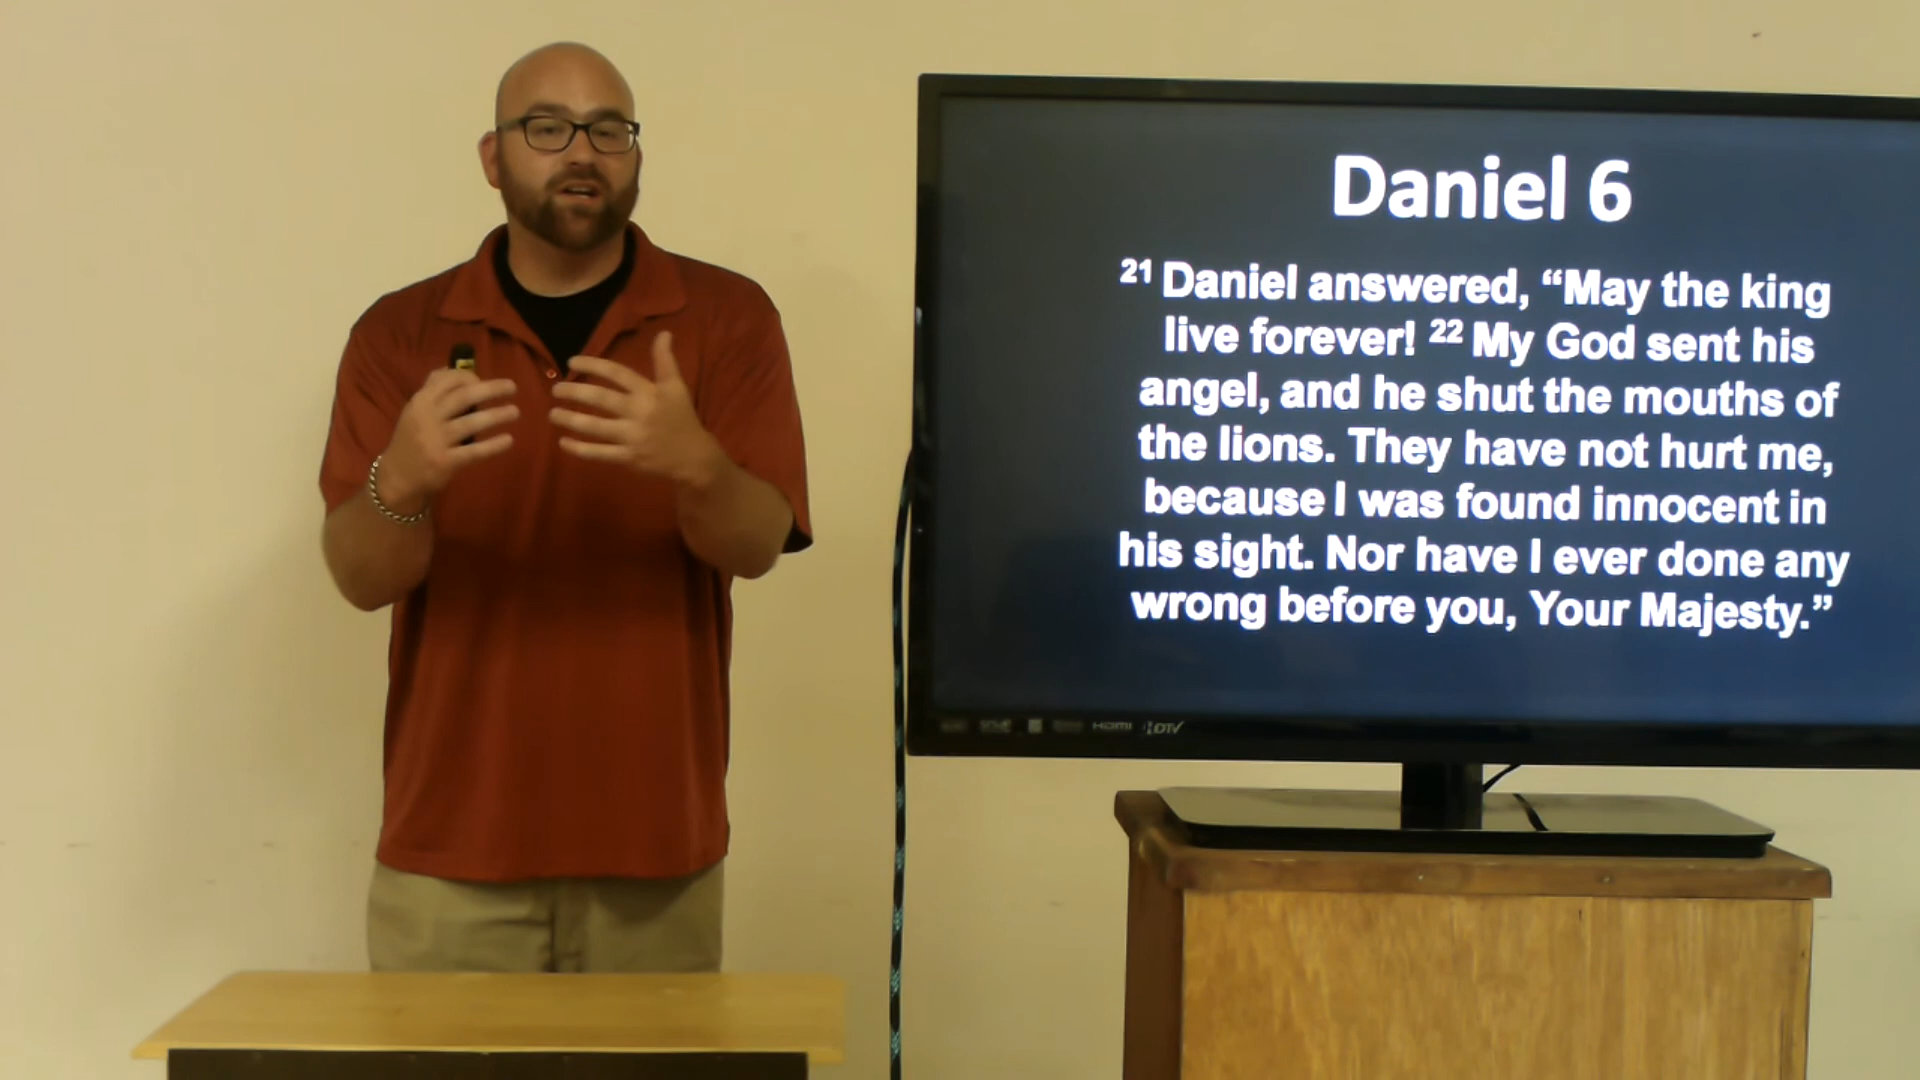 Daniel 6
21 Daniel answered, “May the king
live forever! 22 My God sent his
angel, and he shut the mouths of
the lions. They have not hurt me,
because I was found innocent in
his sight. Nor have I ever done any
wrong before you, Your Majesty.”
HDMI HDTV